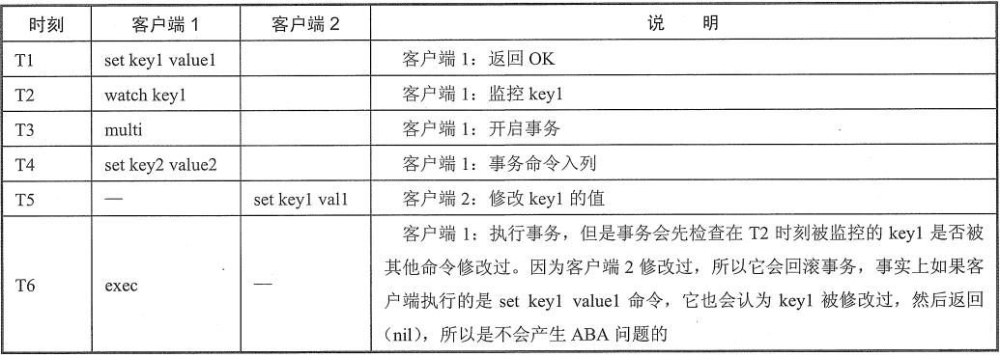 时刻 客户端 1 客户端 2 说 明
T1 set key1 value1 客户端 1：返回 OK
T2 watch key1 客户端 1：监控 key1
T3 multi 客户端 1：开启事务
T4 set key2 value2 客户端 1：事务命令入列
T5 — set key1 val1 客户端 2：修改 key1 的值
客户端 1：执行事务，但是事务会先检查在 T2 时刻被监控的 key1 是否被
其他命令修改过。因为客户端 2 修改过，所以它会回滚事务，事实上如果客
T6 exec — 户端执行的是 set key1 value1 命令，它也会认为 key1 被修改过，然后返回
（nil），所以是不会产生 ABA 问题的